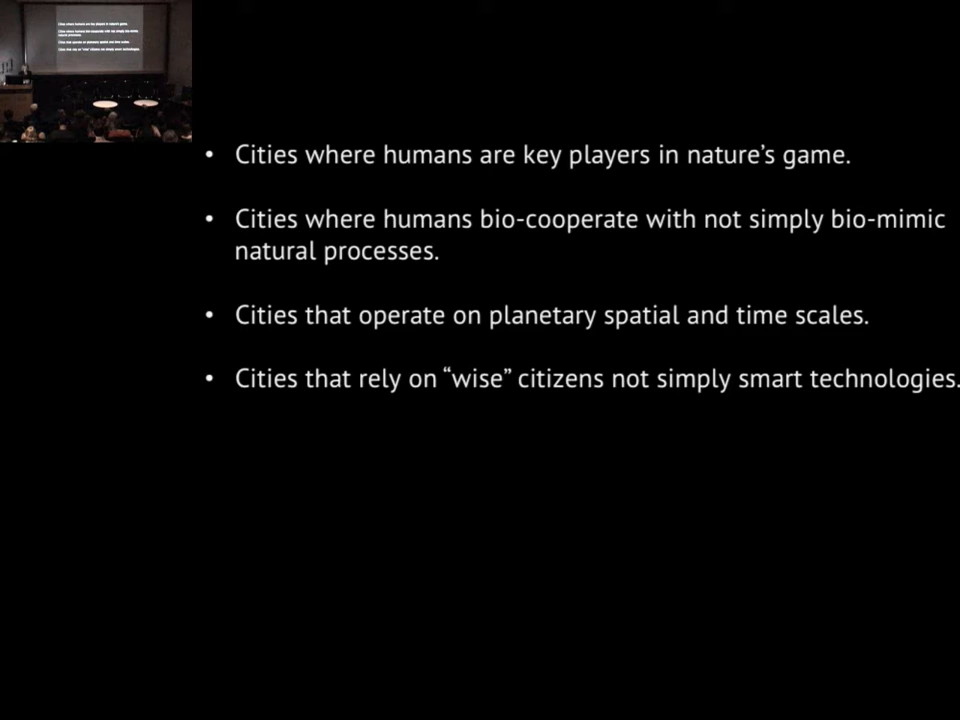 • Cities where humans are key players in nature’s game.
• Cities where humans bio-cooperate with not simply bio-mimic
natural processes.
• Cities that operate on planetary spatial and time scales.
• Cities that rely on “wise” citizens not simply smart technologies.